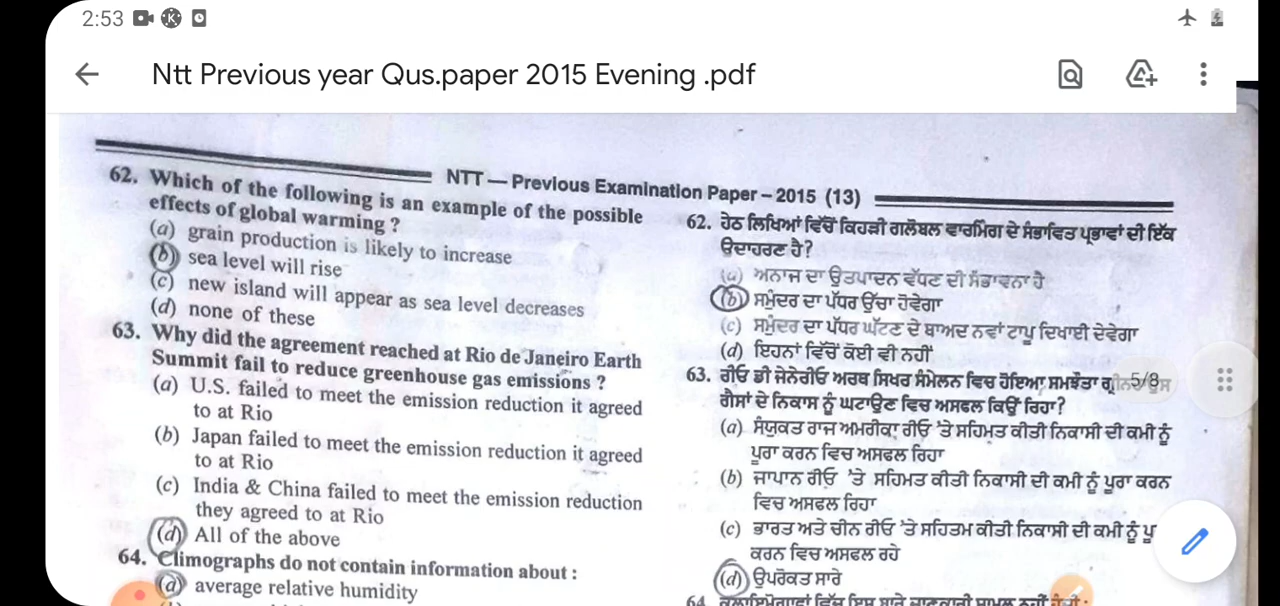 2:53
Ntt Previous year Qus.paper 2015 Evening .pdf
NTT — Previous Examination Paper – 2015 (13)
62. Which of the following is an example of the possible
effects of global warming ?
(a) grain production is likely to increase
(b) sea level will rise
(c) new island will appear as sea level decreases
(d) none of these
63. Why did the agreement reached at Rio de Janeiro Earth
Summit fail to reduce greenhouse gas emissions ?
(a) U.S. failed to meet the emission reduction it agreed
to at Rio
(b) Japan failed to meet the emission reduction it agreed
to at Rio
(c) India & China failed to meet the emission reduction
they agreed to at Rio
(d) All of the above
64. Climographs do not contain information about :
(a) average relative humidity
62. ਹੇਠ ਲਿਖਿਆਂ ਵਿੱਚੋਂ ਕਿਹੜੀ ਗਲੋਬਲ ਵਾਰਮਿੰਗ ਦੇ ਸੰਭਾਵਿਤ ਪ੍ਰਭਾਵਾਂ ਦੀ ਇੱਕ
ਉਦਾਹਰਣ ਹੈ?
(a) ਅਨਾਜ ਦਾ ਉਤਪਾਦਨ ਵੱਧਣ ਦੀ ਸੰਭਾਵਨਾ ਹੈ
(b) ਸਮੁੰਦਰ ਦਾ ਪੱਧਰ ਉੱਚਾ ਹੋਵੇਗਾ
(c) ਸਮੁੰਦਰ ਦਾ ਪੱਧਰ ਘੱਟਣ ਦੇ ਬਾਅਦ ਨਵਾਂ ਟਾਪੂ ਦਿਖਾਈ ਦੇਵੇਗਾ
(d) ਇਹਨਾਂ ਵਿੱਚੋਂ ਕੋਈ ਵੀ ਨਹੀਂ
63. ਰੀਓ ਡੀ ਜੇਨੇਰੀਓ ਅਰਥ ਸਿਖਰ ਸੰਮੇਲਨ ਵਿਚ ਹੋਇਆ ਸਮਝੌਤਾ
5/8
ਗੈਸਾਂ ਦੇ ਨਿਕਾਸ ਨੂੰ ਘਟਾਉਣ ਵਿਚ ਅਸਫਲ ਕਿਉਂ ਰਿਹਾ?
(a) ਸੰਯੁਕਤ ਰਾਜ ਅਮਰੀਕਾ ਰੀਓ 'ਤੇ ਸਹਿਮਤ ਕੀਤੀ ਨਿਕਾਸੀ ਦੀ ਕਮੀ ਨੂੰ
ਪੂਰਾ ਕਰਨ ਵਿਚ ਅਸਫਲ ਰਿਹਾ
(b) ਜਾਪਾਨ ਰੀਓ 'ਤੇ ਸਹਿਮਤ ਕੀਤੀ ਨਿਕਾਸੀ ਦੀ ਕਮੀ ਨੂੰ ਪੂਰਾ ਕਰਨ
ਵਿਚ ਅਸਫਲ ਰਿਹਾ
(c) ਭਾਰਤ ਅਤੇ ਚੀਨ ਰੀਓ 'ਤੇ ਸਹਿਤਮ ਕੀਤੀ ਨਿਕਾਸੀ ਦੀ ਕਮੀ ਨੂੰ ਪੂ
ਕਰਨ ਵਿਚ ਅਸਫਲ ਰਹੇ
(d) ਉਪਰੋਕਤ ਸਾਰੇ
64